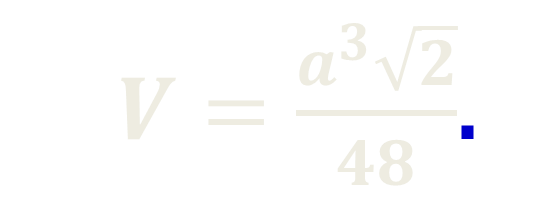 V = a³√2/48.